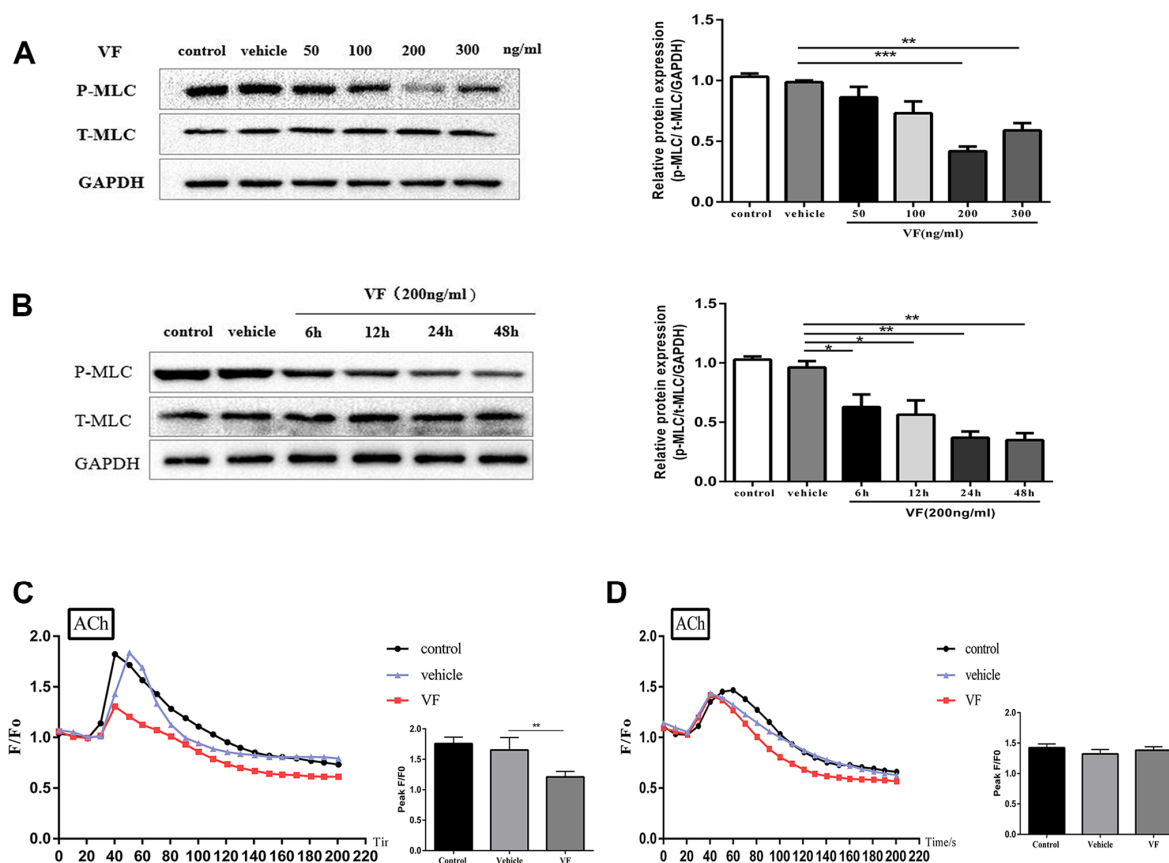 A
VF control vehicle 50 100 200 300 ng/ml
P-MLC
T-MLC
GAPDH
Relative protein expression
(p-MLC/ t-MLC/GAPDH)
1.5
1.0
0.5
0.0
**
***
control vehicle 50 100 200 300
VF(ng/ml)
B
VF（200ng/ml）
control vehicle 6h 12h 24h 48h
P-MLC
T-MLC
GAPDH
Relative protein expression
(p-MLC/t-MLC/GAPDH)
1.5
1.0
0.5
0.0
**
**
*
*
control vehicle 6h 12h 24h 48h
VF(200ng/ml)
C
ACh
F/Fo
2.0
1.5
1.0
0.5
0.0
0 20 40 60 80 100 120 140 160 180 200 220
Tir
control
vehicle
VF
Peak F/F0
2.0
1.5
1.0
0.5
0.0
**
Control Vehicle VF
D
ACh
F/Fo
2.0
1.5
1.0
0.5
0.0
0 20 40 60 80 100 120 140 160 180 200 220
Time/s
control
vehicle
VF
Peak F/F0
2.0
1.5
1.0
0.5
0.0
Control Vehicle VF